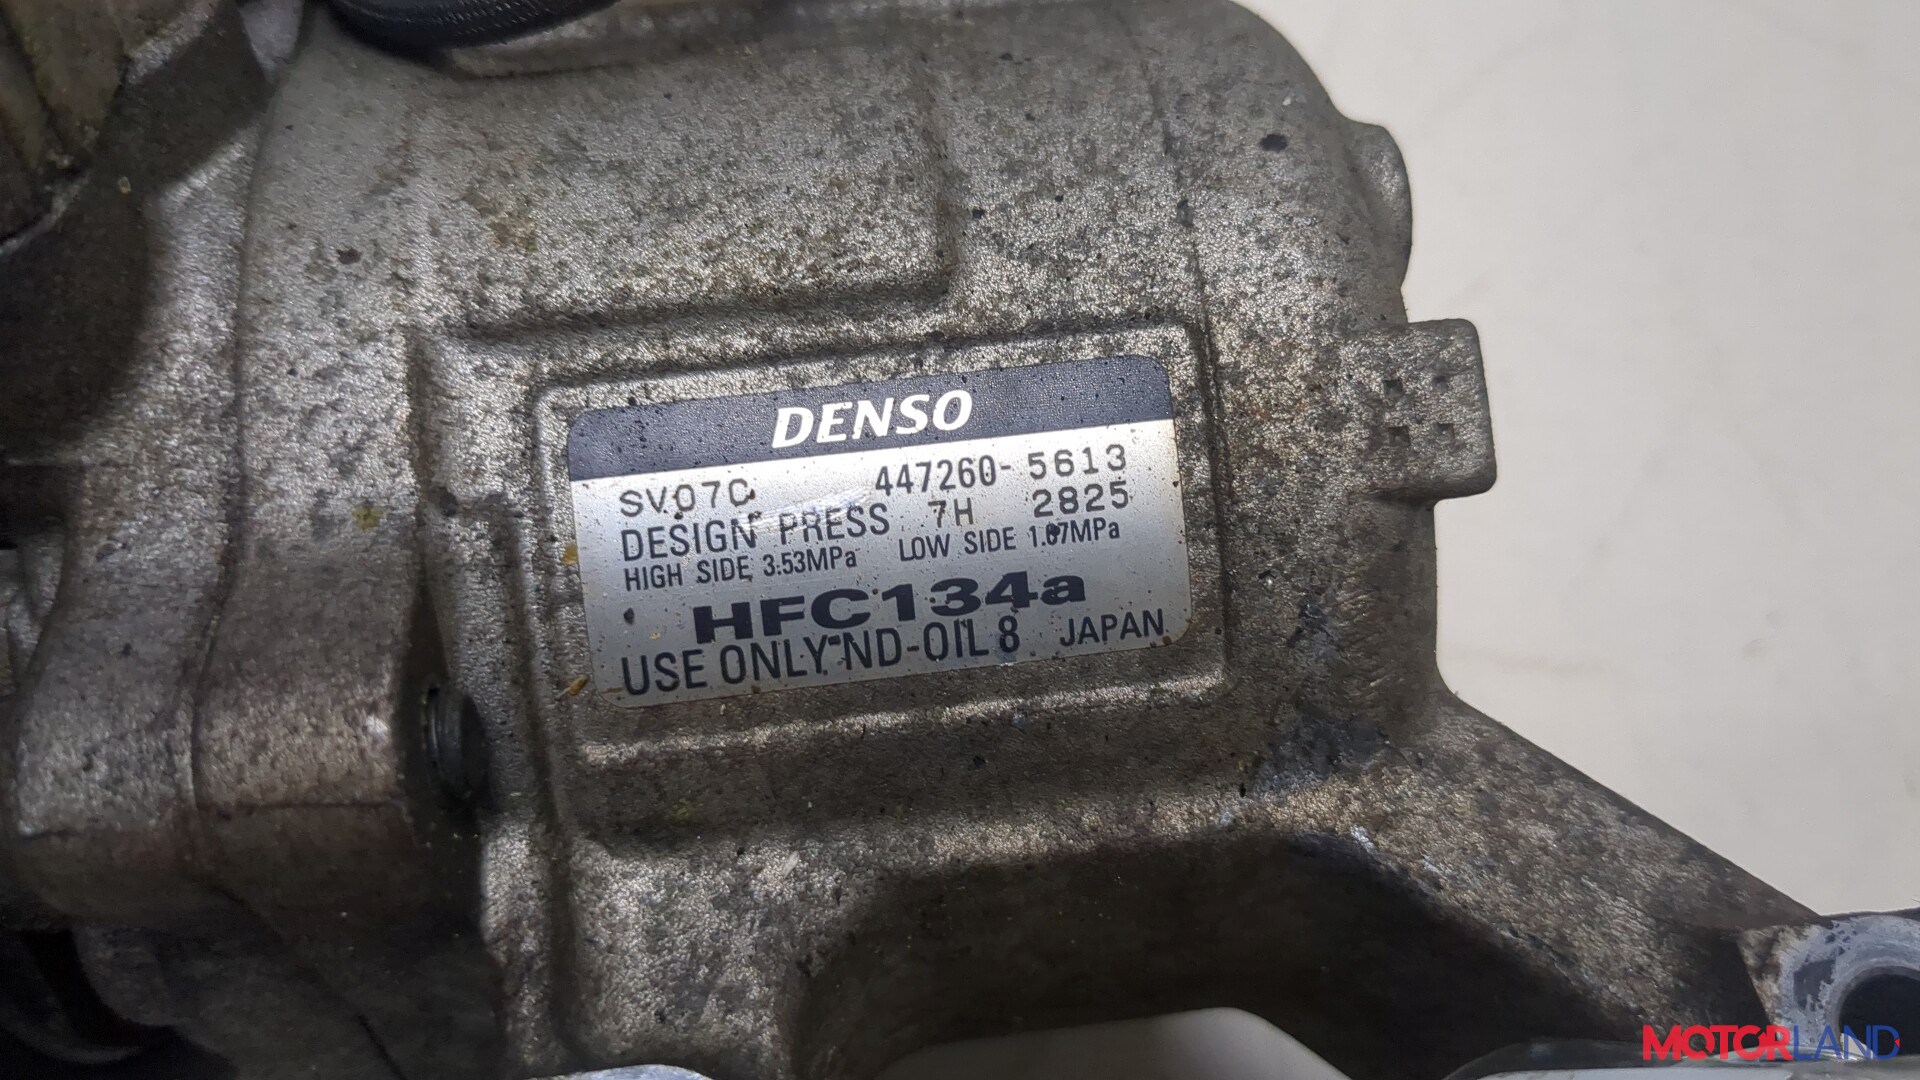 DENSO
SV07C 447260-5613
DESIGN PRESS 7H 2825
HIGH SIDE 3.53MPa LOW SIDE 1.67MPa
HFC134a
USE ONLY ND-OIL 8 JAPAN
MOTORLAND